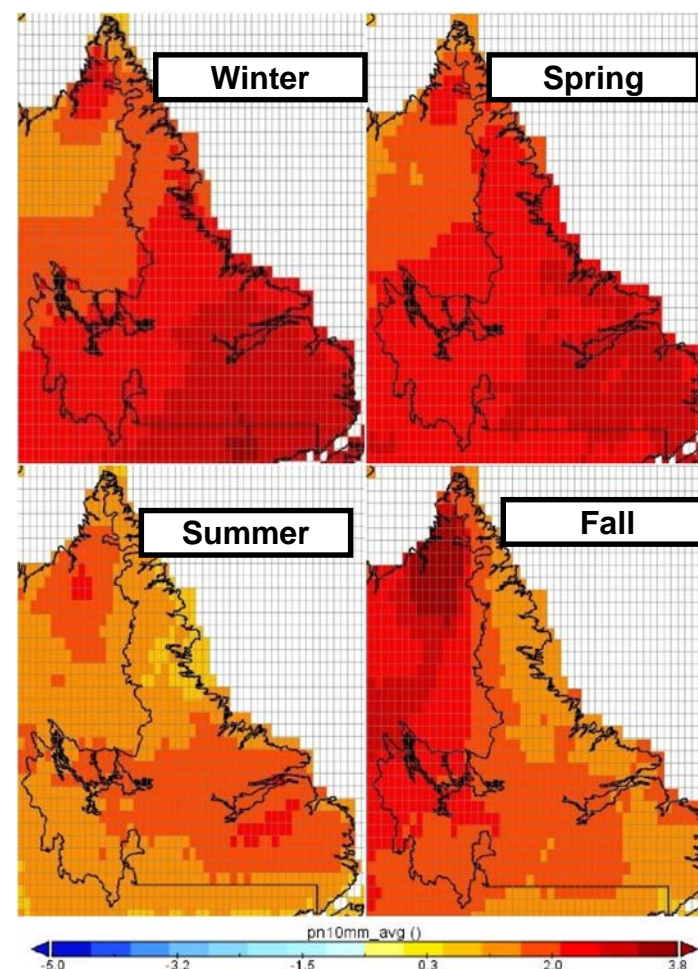 Winter
Spring
Summer
Fall
pn10mm_avg ()
-5.0 -3.2 -1.5 0.3 2.0 3.8